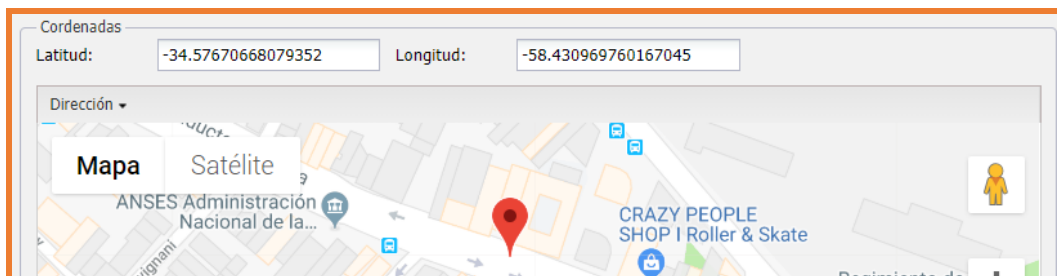 Cordenadas
Latitud: -34.57670668079352 Longitud: -58.430969760167045
Dirección
Mapa Satélite
ANSES Administración
Nacional de la...
CRAZY PEOPLE
SHOP I Roller & Skate